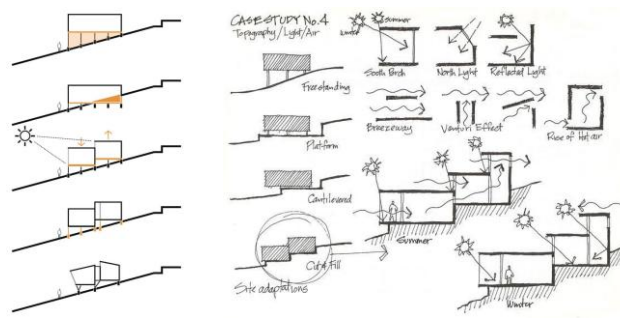 CASE STUDY No. 4
Topography / Light / Air
summer
winter
South Brgh
North Light
Reflected Light
Freestanding
Breezeway
Venturi Effect
Rise of Hot air
Platform
Cantilevered
Summer
Cut & Fill
Site adaptations
Winter